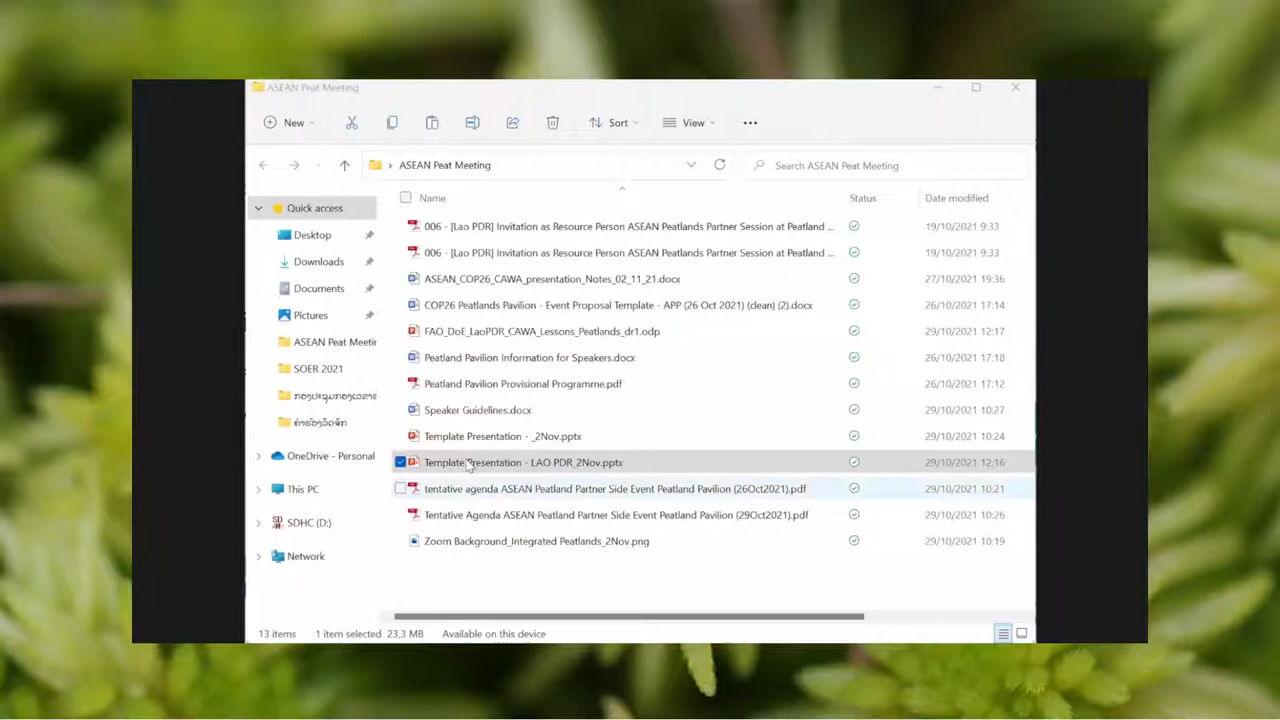 ASEAN Peat Meeting
New
Sort
View
ASEAN Peat Meeting
Search ASEAN Peat Meeting
Name
Status
Date modified
Quick access
Desktop
Downloads
Documents
Pictures
ASEAN Peat Meetin
SOER 2021
OneDrive - Personal
This PC
SDHC (D:)
Network
006 - [Lao PDR] Invitation as Resource Person ASEAN Peatlands Partner Session at Peatland ... 19/10/2021 9:33
006 - [Lao PDR] Invitation as Resource Person ASEAN Peatlands Partner Session at Peatland ... 19/10/2021 9:33
ASEAN_COP26_CAWA_presentation_Notes_02_11_21.docx 27/10/2021 19:36
COP26 Peatlands Pavilion - Event Proposal Template - APP (26 Oct 2021) (clean) (2).docx 26/10/2021 17:14
FAO_DoE_LaoPDR_CAWA_Lessons_Peatlands_dr1.odp 29/10/2021 12:17
Peatland Pavilion Information for Speakers.docx 26/10/2021 17:18
Peatland Pavilion Provisional Programme.pdf 26/10/2021 17:12
Speaker Guidelines.docx 29/10/2021 10:27
Template Presentation - _2Nov.pptx 29/10/2021 10:24
Template Presentation - LAO PDR_2Nov.pptx 29/10/2021 12:16
tentative agenda ASEAN Peatland Partner Side Event Peatland Pavilion (26Oct2021).pdf 29/10/2021 10:21
Tentative Agenda ASEAN Peatland Partner Side Event Peatland Pavilion (29Oct2021).pdf 29/10/2021 10:26
Zoom Background_Integrated Peatlands_2Nov.png 29/10/2021 10:19
13 items 1 item selected 23,3 MB Available on this device